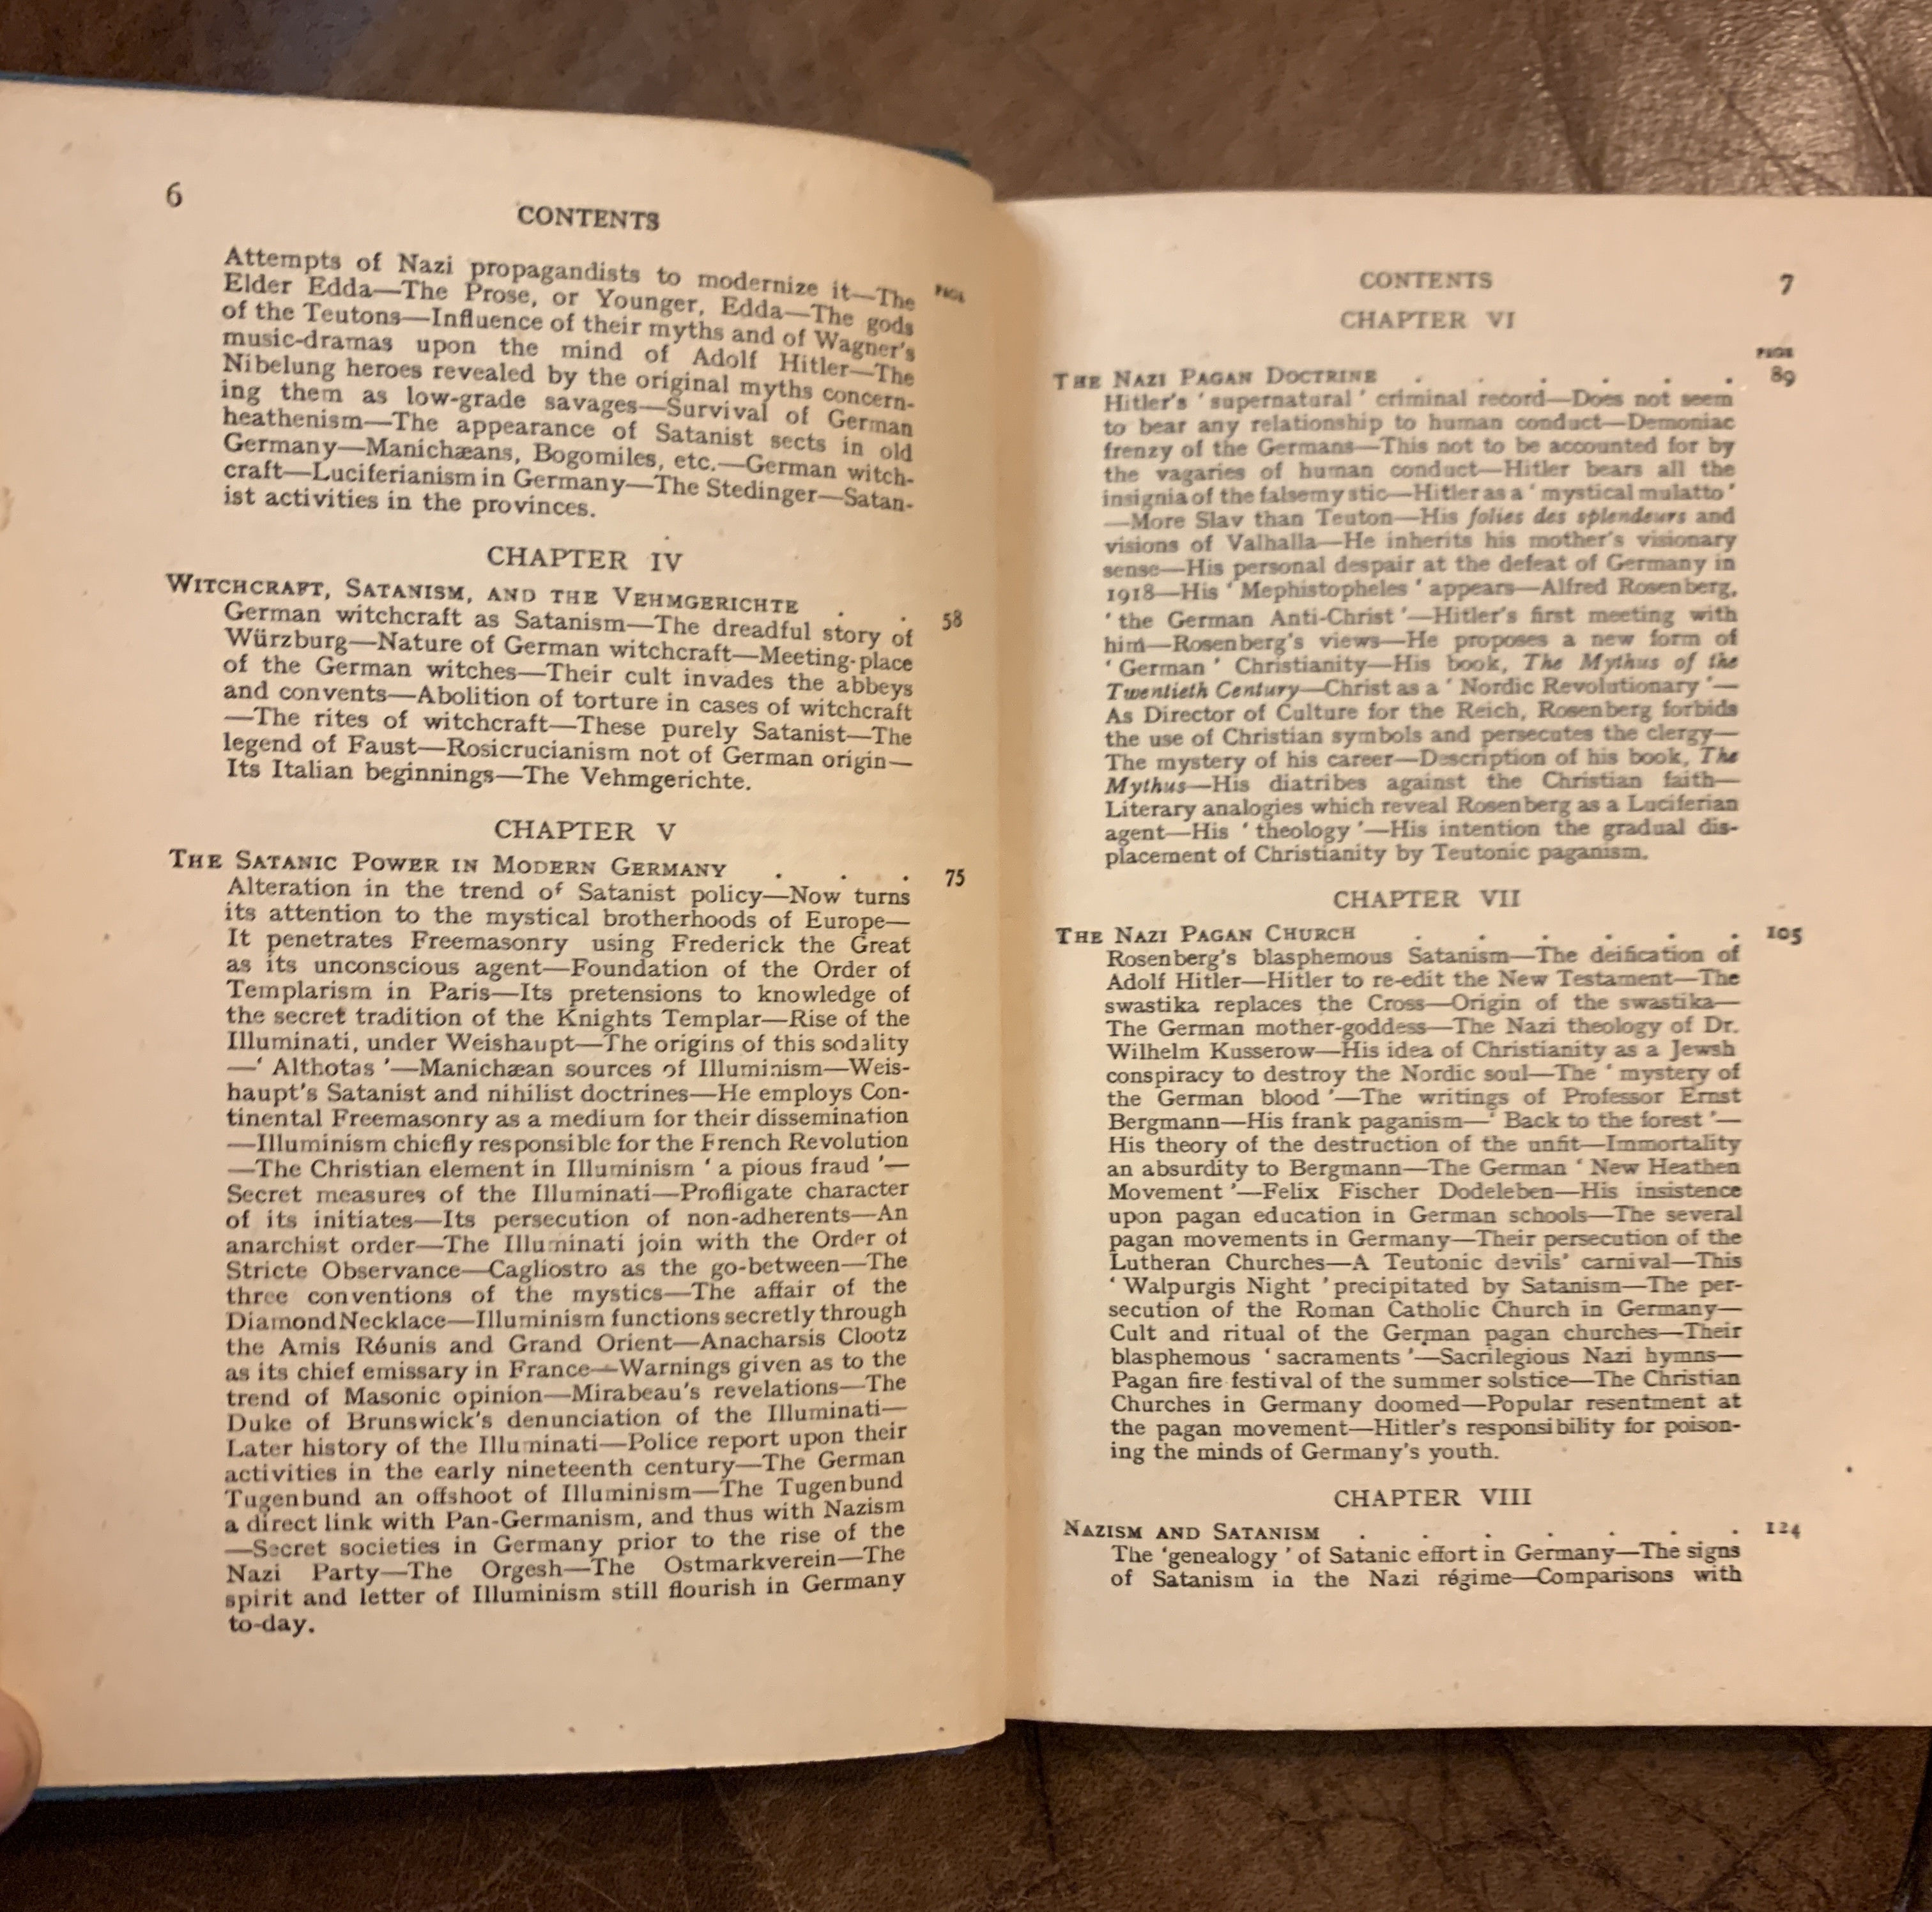 6
CONTENTS
PAGE
Attempts of Nazi propagandists to modernize it—The
Elder Edda—The Prose, or Younger, Edda—The gods
of the Teutons—Influence of their myths and of Wagner's
music-dramas upon the mind of Adolf Hitler—The
Nibelung heroes revealed by the original myths concern-
ing them as low-grade savages—Survival of German
heathenism—The appearance of Satanist sects in old
Germany—Manichæans, Bogomiles, etc.—German witch-
craft—Luciferianism in Germany—The Stedinger—Satan-
ist activities in the provinces.
CHAPTER IV
WITCHCRAFT, SATANISM, AND THE VEHMGERICHTE . . 58
German witchcraft as Satanism—The dreadful story of
Würzburg—Nature of German witchcraft—Meeting-place
of the German witches—Their cult invades the abbeys
and convents—Abolition of torture in cases of witchcraft
—The rites of witchcraft—These purely Satanist—The
legend of Faust—Rosicrucianism not of German origin—
Its Italian beginnings—The Vehmgerichte.
CHAPTER V
THE SATANIC POWER IN MODERN GERMANY . . . 75
Alteration in the trend of Satanist policy—Now turns
its attention to the mystical brotherhoods of Europe—
It penetrates Freemasonry using Frederick the Great
as its unconscious agent—Foundation of the Order of
Templarism in Paris—Its pretensions to knowledge of
the secret tradition of the Knights Templar—Rise of the
Illuminati, under Weishaupt—The origins of this sodality
—' Althotas '—Manichæan sources of Illuminism—Weis-
haupt's Satanist and nihilist doctrines—He employs Con-
tinental Freemasonry as a medium for their dissemination
—Illuminism chiefly responsible for the French Revolution
—The Christian element in Illuminism ' a pious fraud '—
Secret measures of the Illuminati—Profligate character
of its initiates—Its persecution of non-adherents—An
anarchist order—The Illuminati join with the Order of
Stricte Observance—Cagliostro as the go-between—The
three conventions of the mystics—The affair of the
Diamond Necklace—Illuminism functions secretly through
the Amis Réunis and Grand Orient—Anacharsis Clootz
as its chief emissary in France—Warnings given as to the
trend of Masonic opinion—Mirabeau's revelations—The
Duke of Brunswick's denunciation of the Illuminati—
Later history of the Illuminati—Police report upon their
activities in the early nineteenth century—The German
Tugenbund an offshoot of Illuminism—The Tugenbund
a direct link with Pan-Germanism, and thus with Nazism
—Secret societies in Germany prior to the rise of the
Nazi Party—The Orgesh—The Ostmarkverein—The
spirit and letter of Illuminism still flourish in Germany
to-day.
CONTENTS 7
CHAPTER VI
PAGE
THE NAZI PAGAN DOCTRINE . . . . . . 89
Hitler's ' supernatural ' criminal record—Does not seem
to bear any relationship to human conduct—Demoniac
frenzy of the Germans—This not to be accounted for by
the vagaries of human conduct—Hitler bears all the
insignia of the falsemy stic—Hitler as a ' mystical mulatto '
—More Slav than Teuton—His folies des splendeurs and
visions of Valhalla—He inherits his mother's visionary
sense—His personal despair at the defeat of Germany in
1918—His ' Mephistopheles ' appears—Alfred Rosenberg,
' the German Anti-Christ '—Hitler's first meeting with
him—Rosenberg's views—He proposes a new form of
' German ' Christianity—His book, The Mythus of the
Twentieth Century—Christ as a ' Nordic Revolutionary '—
As Director of Culture for the Reich, Rosenberg forbids
the use of Christian symbols and persecutes the clergy—
The mystery of his career—Description of his book, The
Mythus—His diatribes against the Christian faith—
Literary analogies which reveal Rosenberg as a Luciferian
agent—His ' theology '—His intention the gradual dis-
placement of Christianity by Teutonic paganism.
CHAPTER VII
THE NAZI PAGAN CHURCH . . . . . . 105
Rosenberg's blasphemous Satanism—The deification of
Adolf Hitler—Hitler to re-edit the New Testament—The
swastika replaces the Cross—Origin of the swastika—
The German mother-goddess—The Nazi theology of Dr.
Wilhelm Kusserow—His idea of Christianity as a Jewsh
conspiracy to destroy the Nordic soul—The ' mystery of
the German blood '—The writings of Professor Ernst
Bergmann—His frank paganism—' Back to the forest '—
His theory of the destruction of the unfit—Immortality
an absurdity to Bergmann—The German ' New Heathen
Movement '—Felix Fischer Dodeleben—His insistence
upon pagan education in German schools—The several
pagan movements in Germany—Their persecution of the
Lutheran Churches—A Teutonic devils' carnival—This
' Walpurgis Night ' precipitated by Satanism—The per-
secution of the Roman Catholic Church in Germany—
Cult and ritual of the German pagan churches—Their
blasphemous ' sacraments '—Sacrilegious Nazi hymns—
Pagan fire festival of the summer solstice—The Christian
Churches in Germany doomed—Popular resentment at
the pagan movement—Hitler's responsibility for poison-
ing the minds of Germany's youth.
CHAPTER VIII
NAZISM AND SATANISM . . . . . . . 124
The 'genealogy ' of Satanic effort in Germany—The signs
of Satanism in the Nazi régime—Comparisons with